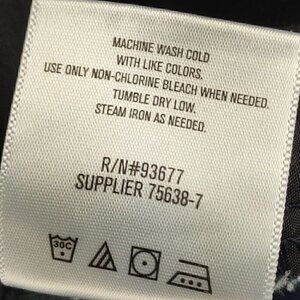 MACHINE WASH COLD
WITH LIKE COLORS.
USE ONLY NON-CHLORINE BLEACH WHEN NEEDED.
TUMBLE DRY LOW.
STEAM IRON AS NEEDED.
R/N#93677
SUPPLIER 75638-7
30C